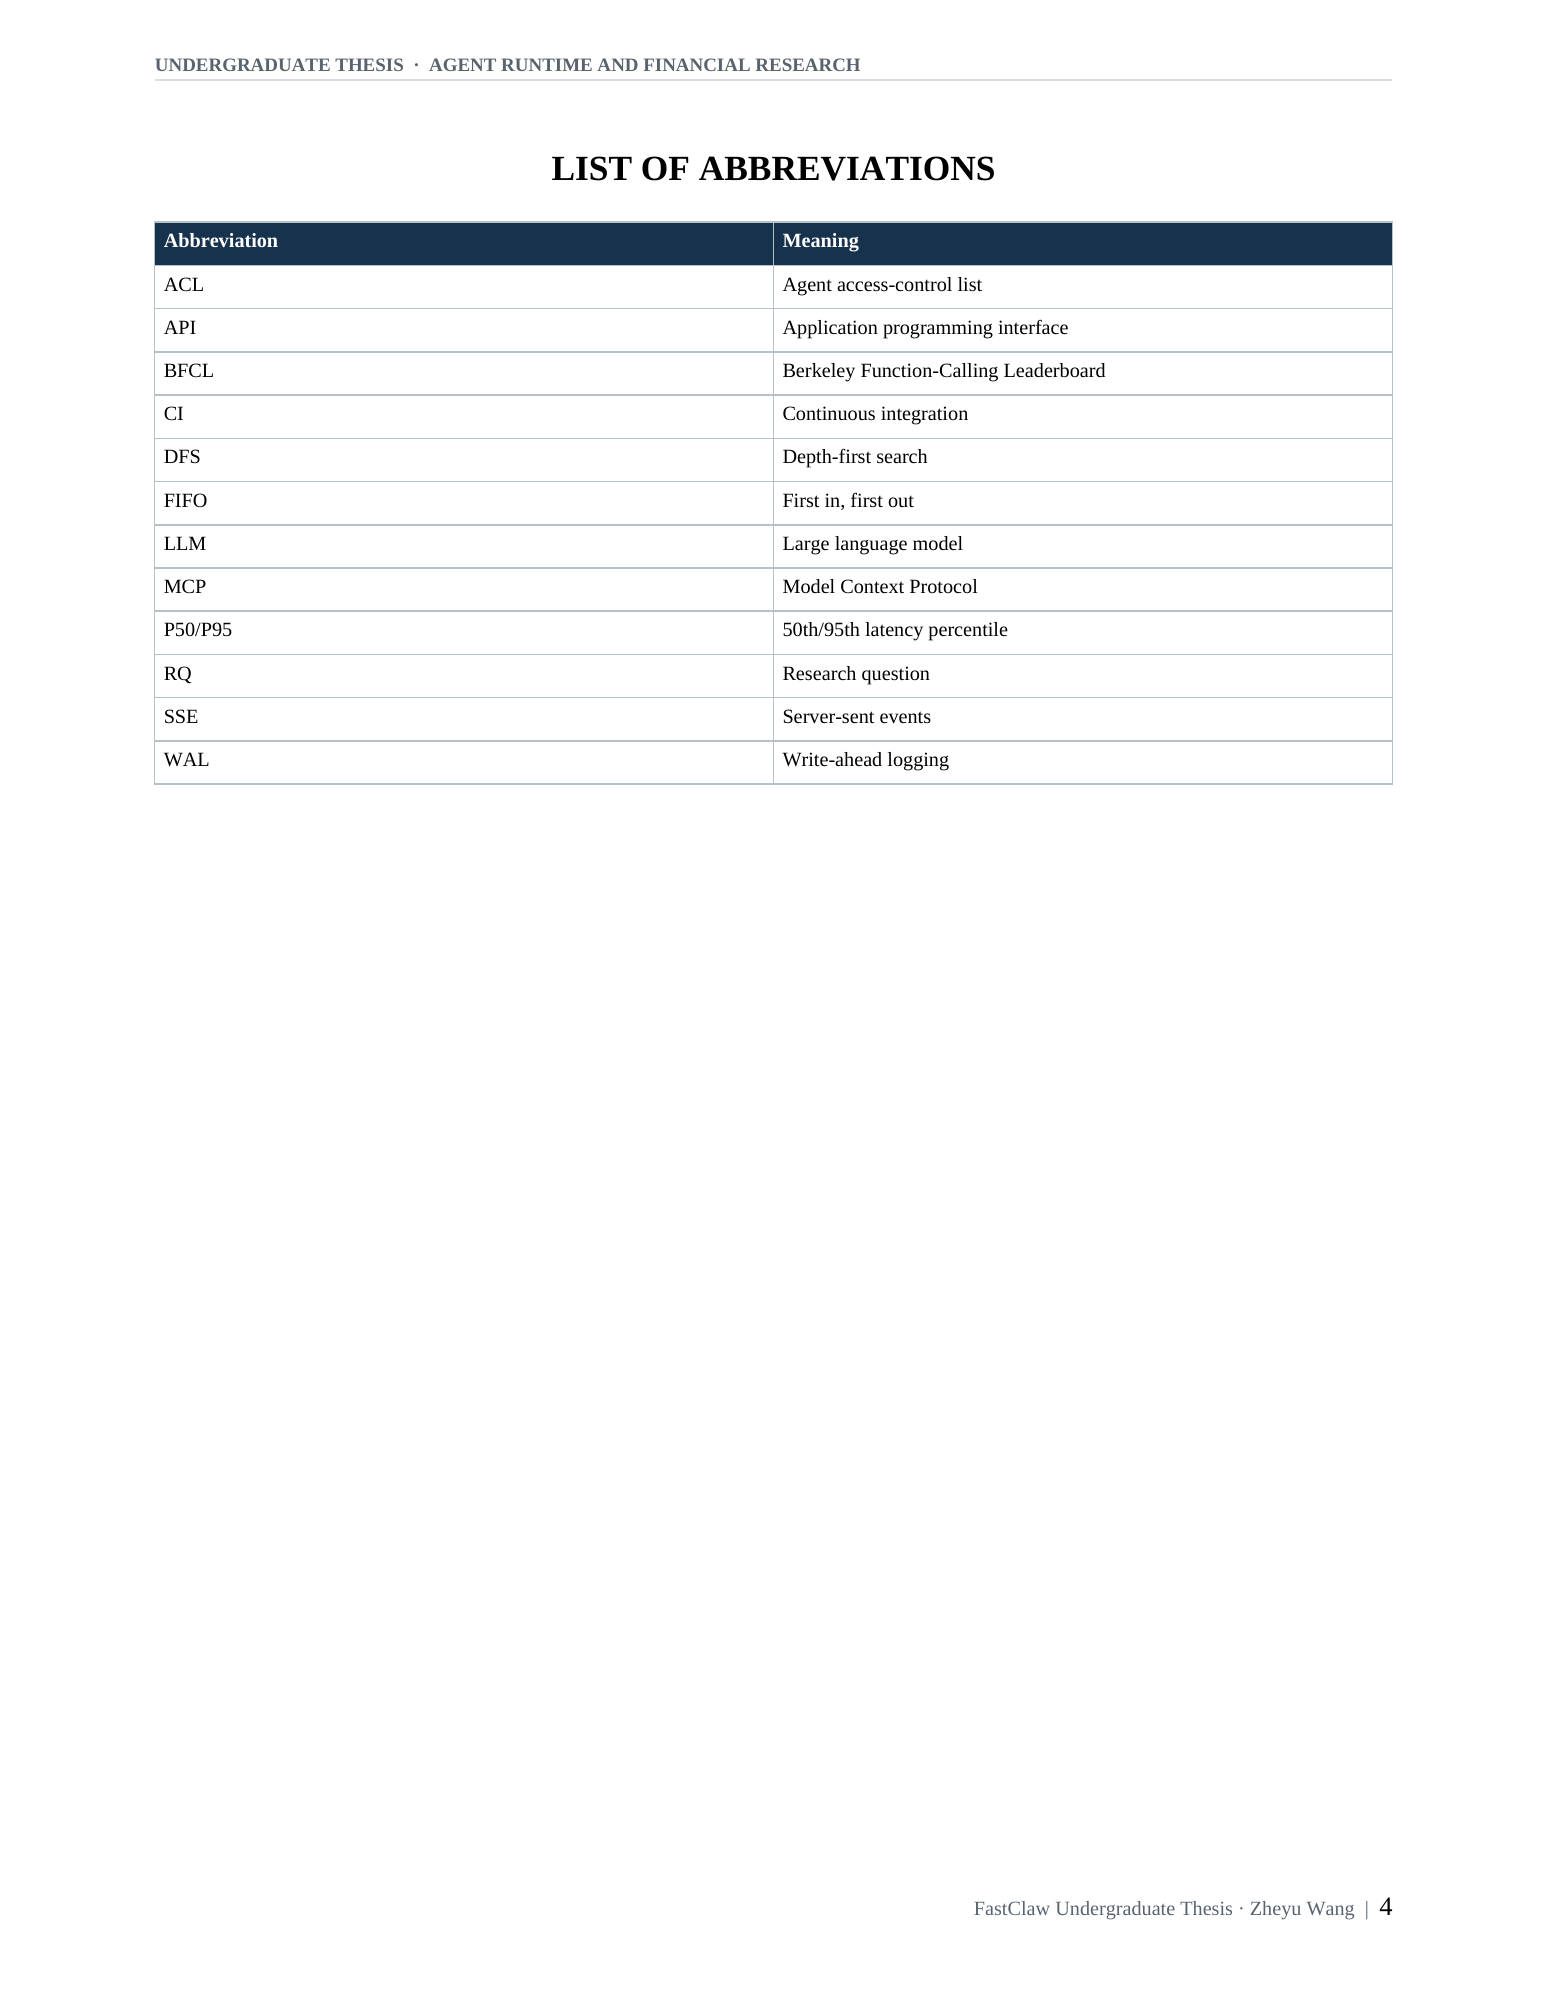 UNDERGRADUATE THESIS · AGENT RUNTIME AND FINANCIAL RESEARCH
LIST OF ABBREVIATIONS
Abbreviation Meaning
ACL Agent access-control list
API Application programming interface
BFCL Berkeley Function-Calling Leaderboard
CI Continuous integration
DFS Depth-first search
FIFO First in, first out
LLM Large language model
MCP Model Context Protocol
P50/P95 50th/95th latency percentile
RQ Research question
SSE Server-sent events
WAL Write-ahead logging
FastClaw Undergraduate Thesis · Zheyu Wang | 4